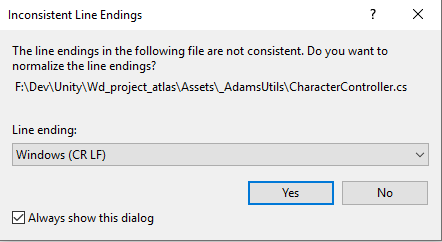 Inconsistent Line Endings
?
The line endings in the following file are not consistent. Do you want to
normalize the line endings?
F:\Dev\Unity\Wd_project_atlas\Assets\_AdamsUtils\CharacterController.cs
Line ending:
Windows (CR LF)
Yes
No
Always show this dialog